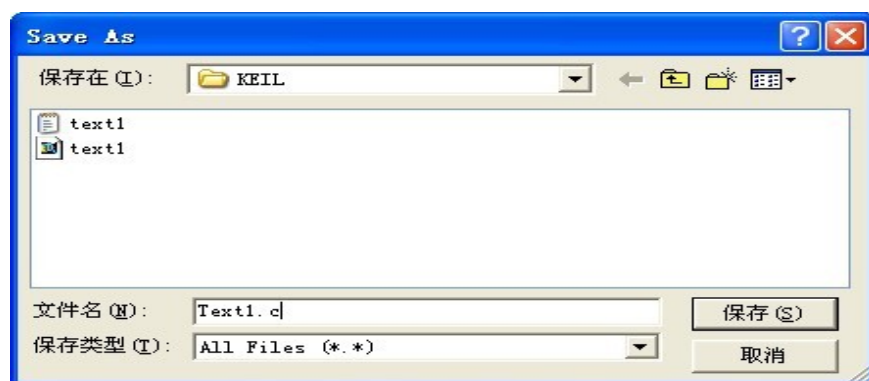 Save As
保存在(I):
KEIL
text1
text1
文件名(N):
Text1.c
保存(S)
保存类型(T):
All Files (*.*)
取消